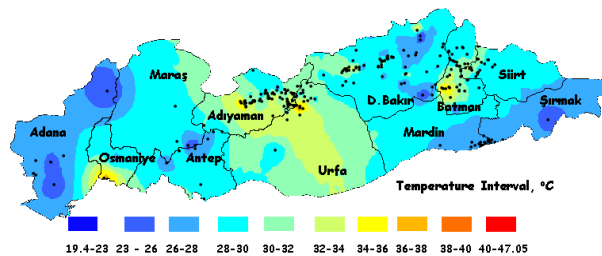 Maraş
Siirt
Adıyaman
D.Bakır
Batman
Şırnak
Adana
Mardin
Osmaniye
Antep
Urfa
Temperature Interval, °C
19.4-23 23 - 26 26-28 28-30 30-32 32-34 34-36 36-38 38-40 40-47.05